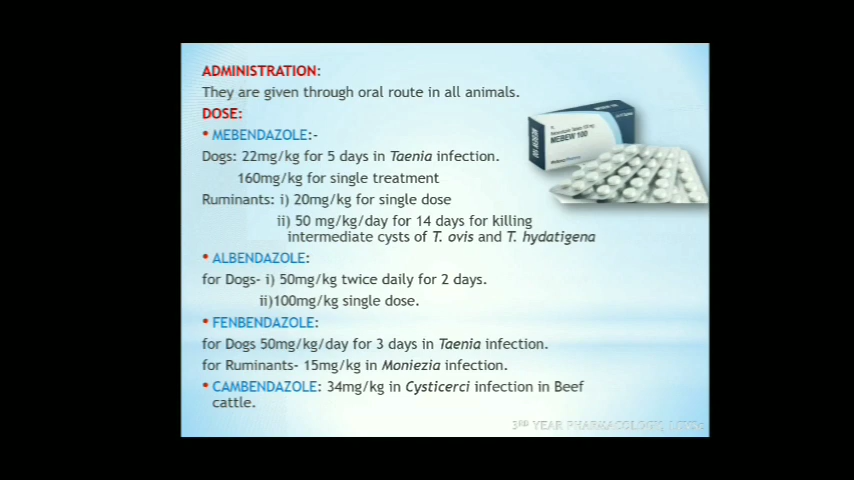 ADMINISTRATION:
They are given through oral route in all animals.
DOSE:
• MEBENDAZOLE:-
Dogs: 22mg/kg for 5 days in Taenia infection.
160mg/kg for single treatment
Ruminants: i) 20mg/kg for single dose
ii) 50 mg/kg/day for 14 days for killing
intermediate cysts of T. ovis and T. hydatigena
• ALBENDAZOLE:
for Dogs- i) 50mg/kg twice daily for 2 days.
ii)100mg/kg single dose.
• FENBENDAZOLE:
for Dogs 50mg/kg/day for 3 days in Taenia infection.
for Ruminants- 15mg/kg in Moniezia infection.
• CAMBENDAZOLE: 34mg/kg in Cysticerci infection in Beef
cattle.
MEBEW 100
3RD YEAR PHARMACOLOGY,